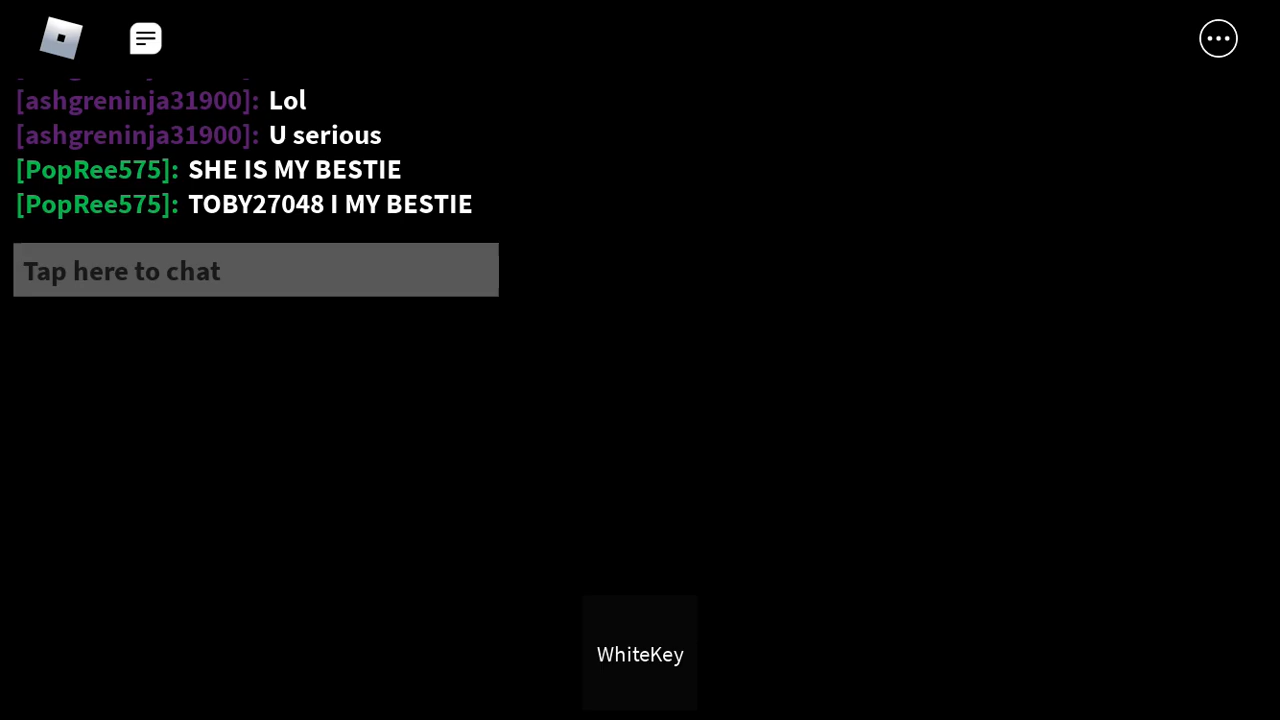 [ashgreninja31900]: Lol
[ashgreninja31900]: U serious
[PopRee575]: SHE IS MY BESTIE
[PopRee575]: TOBY27048 I MY BESTIE
Tap here to chat
WhiteKey